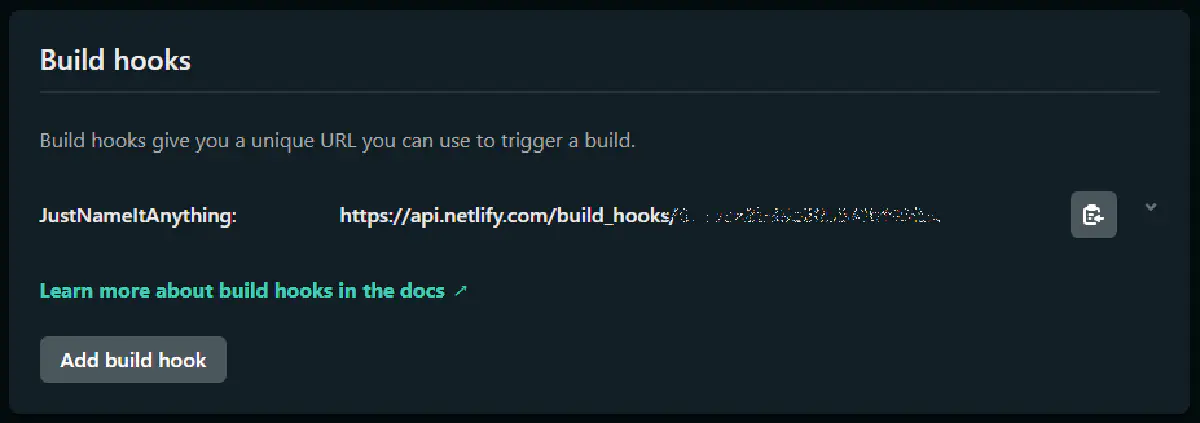 Build hooks
Build hooks give you a unique URL you can use to trigger a build.
JustNameItAnything: https://api.netlify.com/build_hooks/
Learn more about build hooks in the docs ↗
Add build hook